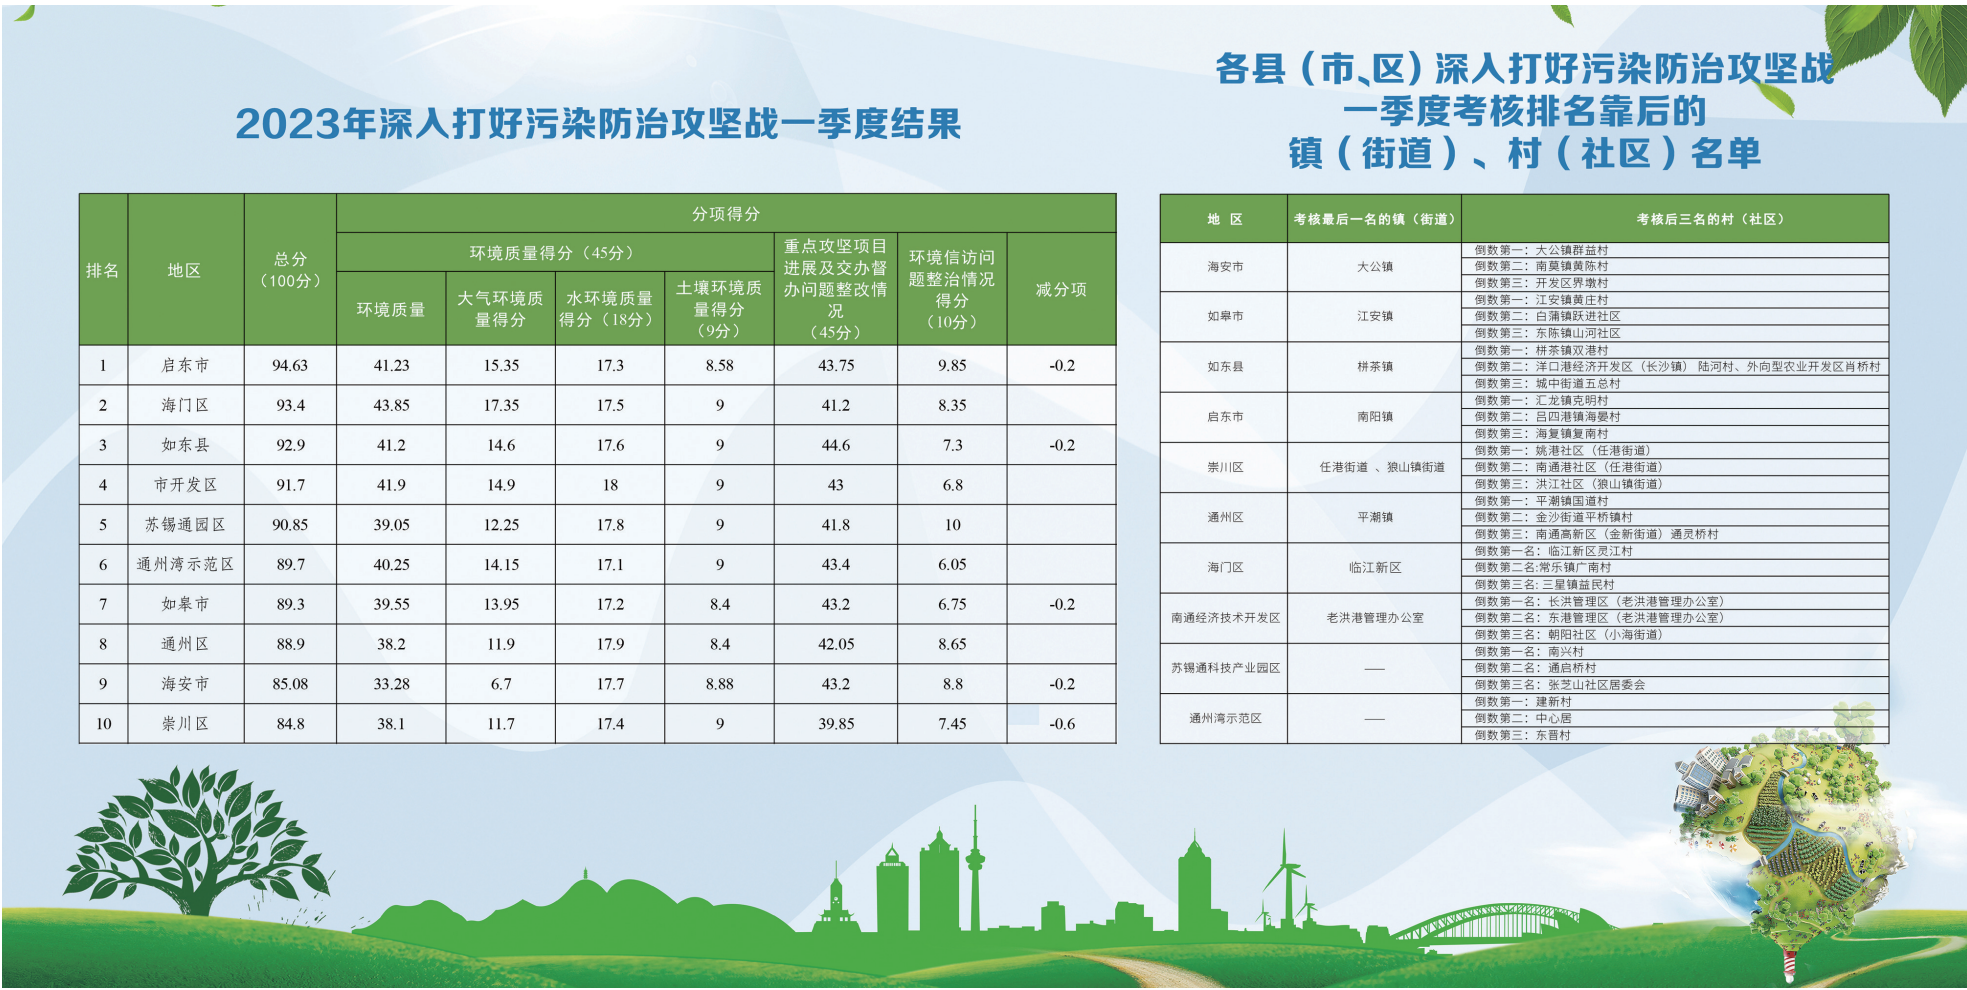 2023年深入打好污染防治攻坚战一季度结果
排名
地区
总分
（100分）
分项得分
环境质量得分（45分）
环境质量
大气环境质
量得分
水环境质量
得分（18分）
土壤环境质
量得分
（9分）
重点攻坚项目
进展及交办督
办问题整改情
况
（45分）
环境信访问
题整治情况
得分
（10分）
减分项
1 启东市 94.63 41.23 15.35 17.3 8.58 43.75 9.85 -0.2
2 海门区 93.4 43.85 17.35 17.5 9 41.2 8.35
3 如东县 92.9 41.2 14.6 17.6 9 44.6 7.3 -0.2
4 市开发区 91.7 41.9 14.9 18 9 43 6.8
5 苏锡通园区 90.85 39.05 12.25 17.8 9 41.8 10
6 通州湾示范区 89.7 40.25 14.15 17.1 9 43.4 6.05
7 如皋市 89.3 39.55 13.95 17.2 8.4 43.2 6.75 -0.2
8 通州区 88.9 38.2 11.9 17.9 8.4 42.05 8.65
9 海安市 85.08 33.28 6.7 17.7 8.88 43.2 8.8 -0.2
10 崇川区 84.8 38.1 11.7 17.4 9 39.85 7.45 -0.6
各县（市、区）深入打好污染防治攻坚战
一季度考核排名靠后的
镇（街道）、村（社区）名单
地 区 考核最后一名的镇（街道） 考核后三名的村（社区）
海安市 大公镇
倒数第一：大公镇群益村
倒数第二：南莫镇黄陈村
倒数第三：开发区界墩村
如皋市 江安镇
倒数第一：江安镇黄庄村
倒数第二：白蒲镇跃进社区
倒数第三：东陈镇山河社区
如东县 栟茶镇
倒数第一：栟茶镇双港村
倒数第二：洋口港经济开发区（长沙镇） 陆河村、外向型农业开发区肖桥村
倒数第三：城中街道五总村
启东市 南阳镇
倒数第一：汇龙镇克明村
倒数第二：吕四港镇海晏村
倒数第三：海复镇复南村
崇川区 任港街道 、狼山镇街道
倒数第一：姚港社区（任港街道）
倒数第二：南通港社区（任港街道）
倒数第三：洪江社区（狼山镇街道）
通州区 平潮镇
倒数第一：平潮镇国道村
倒数第二：金沙街道平桥镇村
倒数第三：南通高新区（金新街道）通灵桥村
海门区 临江新区
倒数第一名：临江新区灵江村
倒数第二名:常乐镇广南村
倒数第三名: 三星镇益民村
南通经济技术开发区 老洪港管理办公室
倒数第一名：长洪管理区（老洪港管理办公室）
倒数第二名：东港管理区（老洪港管理办公室）
倒数第三名：朝阳社区（小海街道）
苏锡通科技产业园区 ——
倒数第一名：南兴村
倒数第二名：通启桥村
倒数第三名：张芝山社区居委会
通州湾示范区 ——
倒数第一：建新村
倒数第二：中心居
倒数第三：东晋村